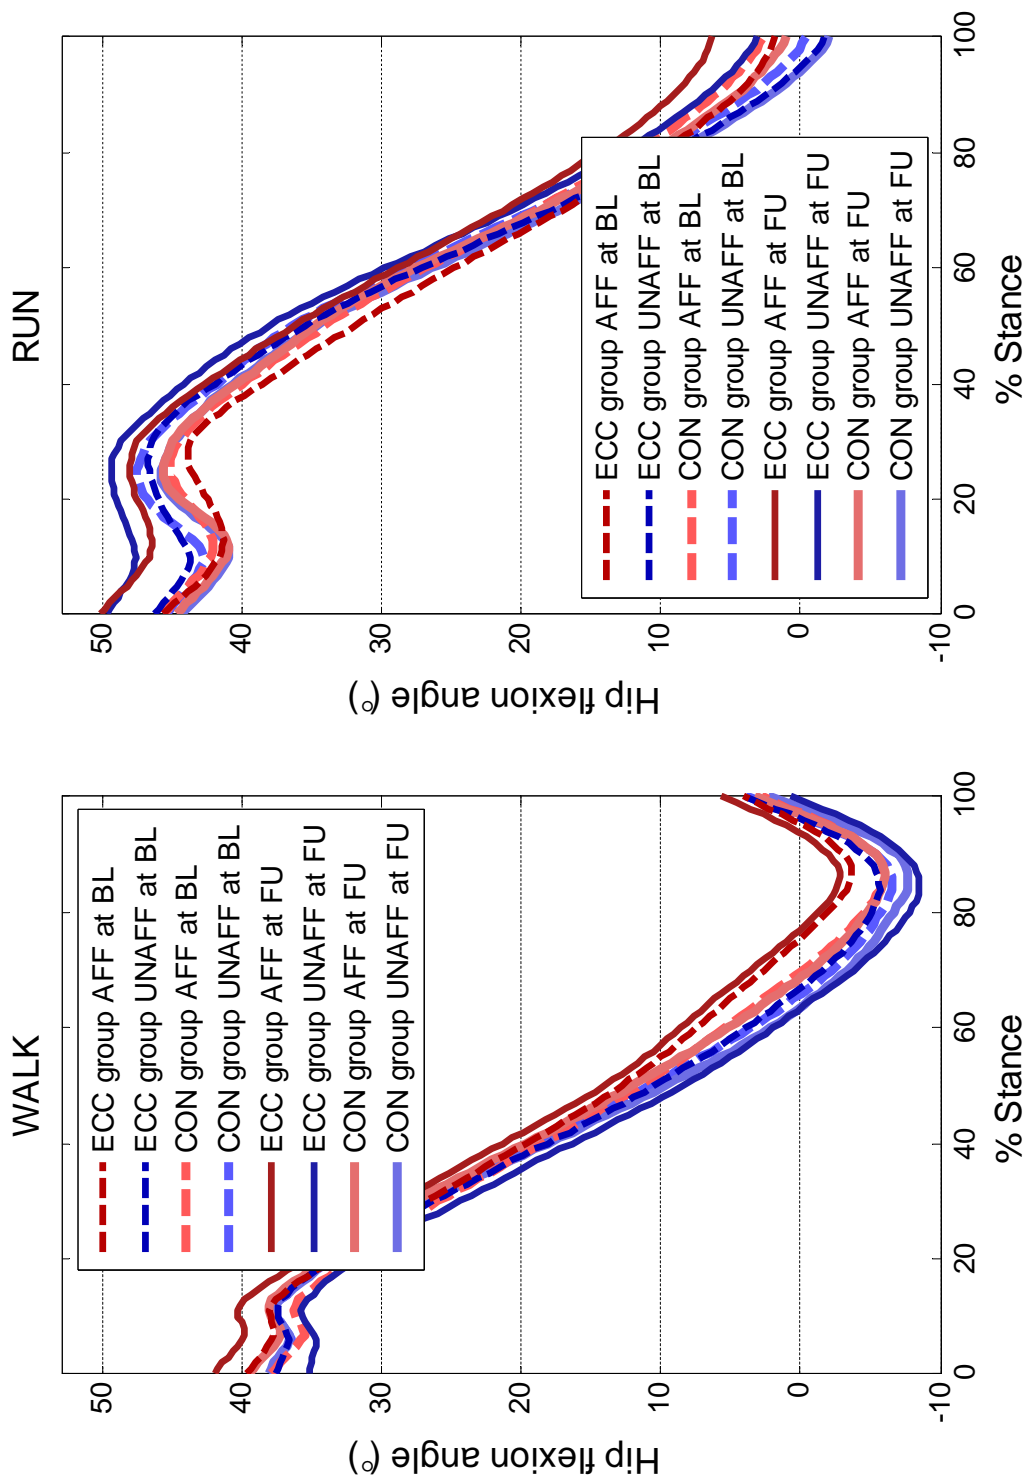 WALK
50
40
30
20
10
0
-10
Hip flexion angle (°)
0
20
40
60
80
100
% Stance
ECC group AFF at BL
ECC group UNAFF at BL
CON group AFF at BL
CON group UNAFF at BL
ECC group AFF at FU
ECC group UNAFF at FU
CON group AFF at FU
CON group UNAFF at FU
RUN
50
40
30
20
10
0
-10
Hip flexion angle (°)
0
20
40
60
80
100
% Stance
ECC group AFF at BL
ECC group UNAFF at BL
CON group AFF at BL
CON group UNAFF at BL
ECC group AFF at FU
ECC group UNAFF at FU
CON group AFF at FU
CON group UNAFF at FU